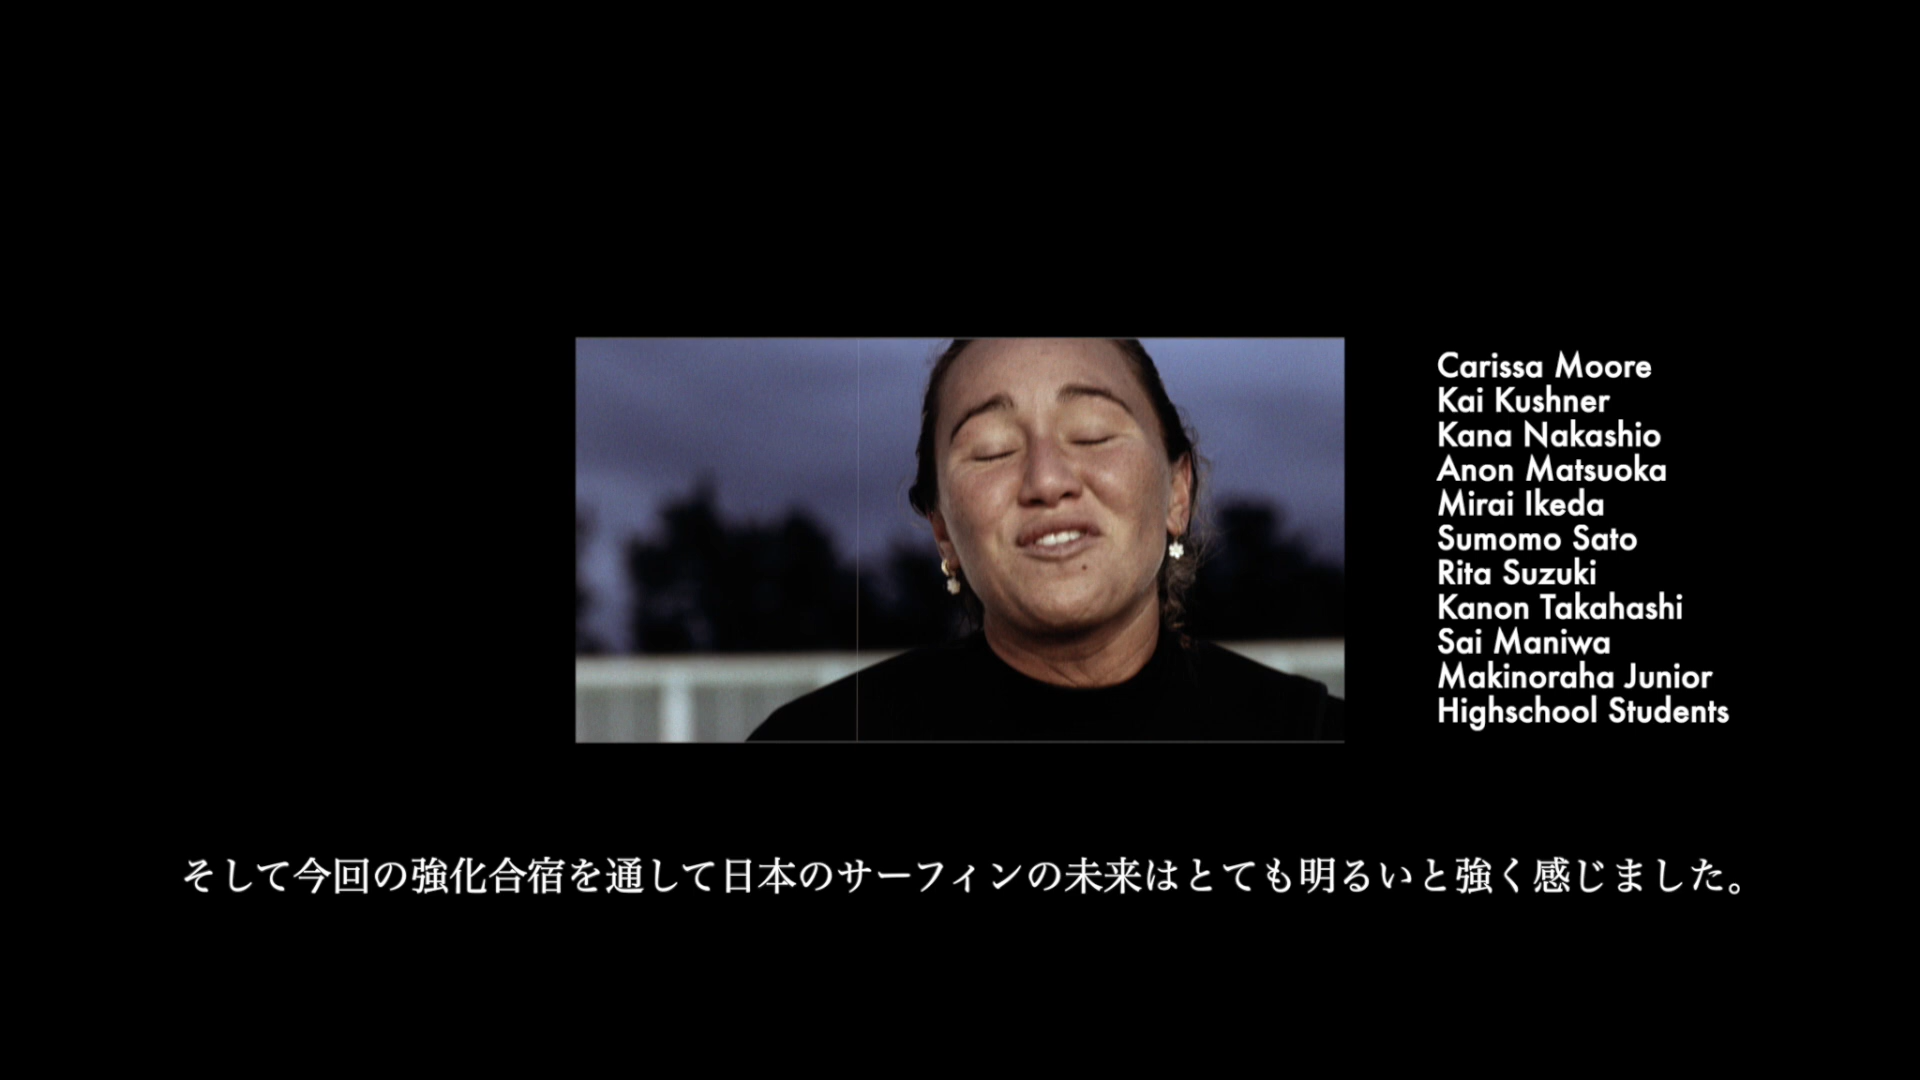 Carissa Moore
Kai Kushner
Kana Nakashio
Anon Matsuoka
Mirai Ikeda
Sumomo Sato
Rita Suzuki
Kanon Takahashi
Sai Maniwa
Makinoraha Junior
Highschool Students
そして今回の強化合宿を通して日本のサーフィンの未来はとても明るいと強く感じました。